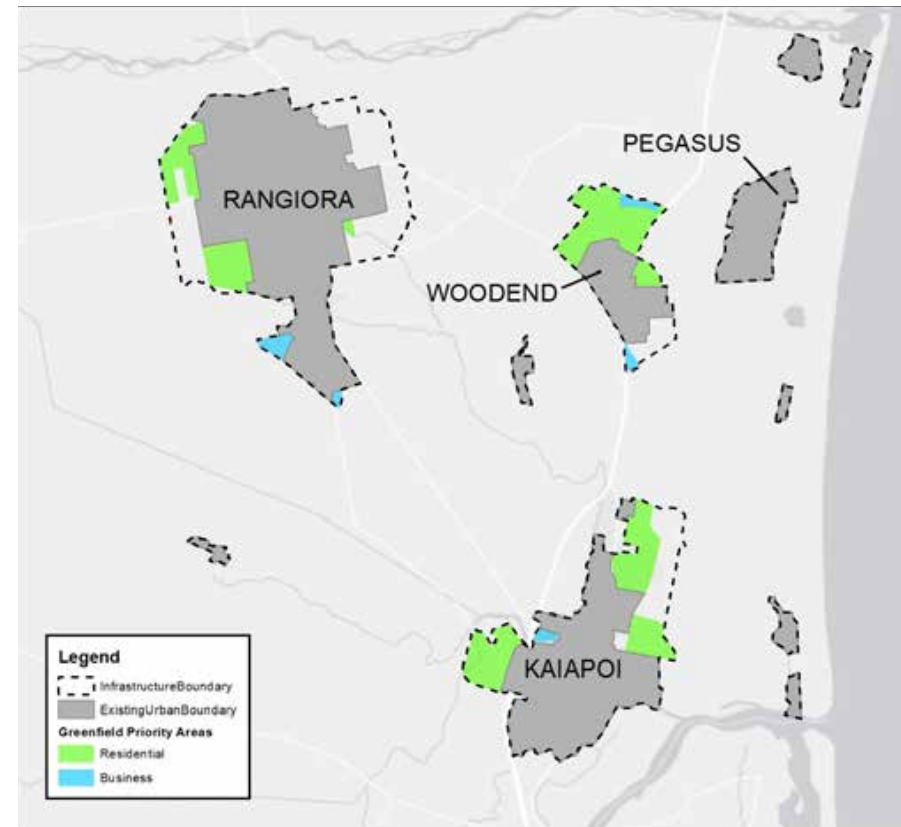 PEGASUS
RANGIORA
WOODEND
KAIAPOI
Legend
InfrastructureBoundary
ExistingUrbanBoundary
Greenfield Priority Areas
Residential
Business